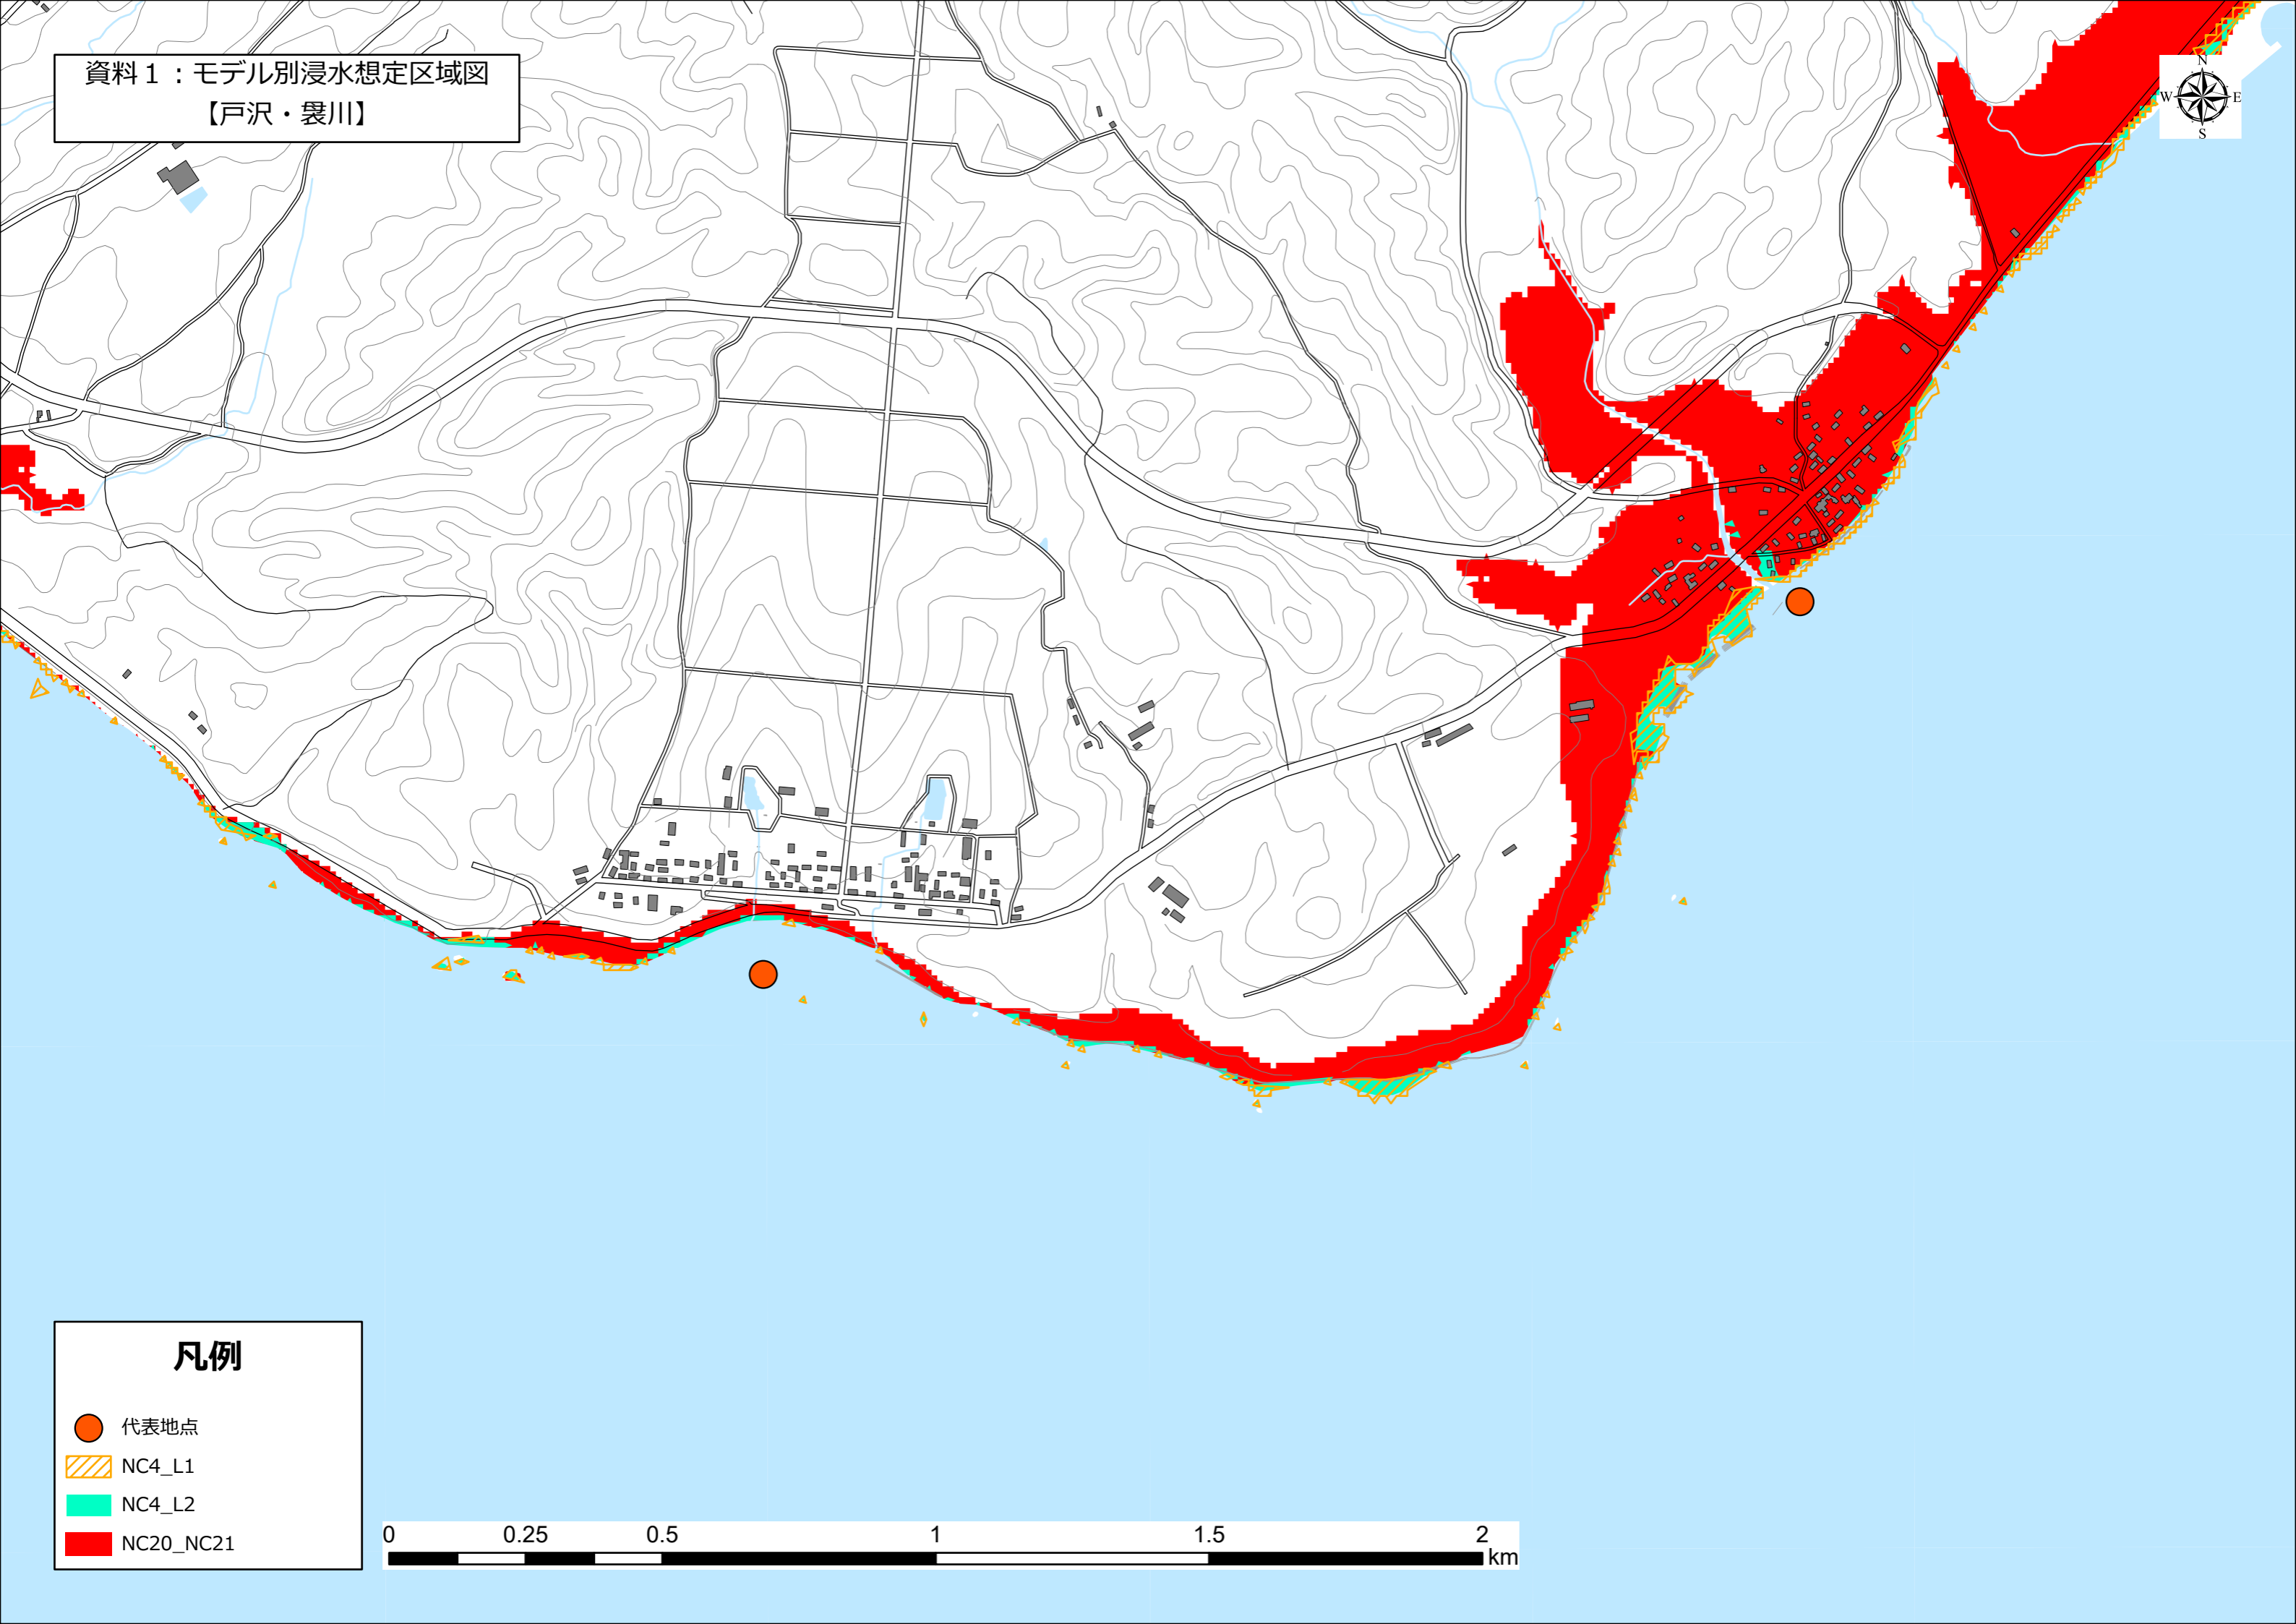 資料１：モデル別浸水想定区域図
【戸沢・袰川】
N
W
E
S
凡例
代表地点
NC4_L1
NC4_L2
NC20_NC21
0 0.25 0.5 1 1.5 2
km